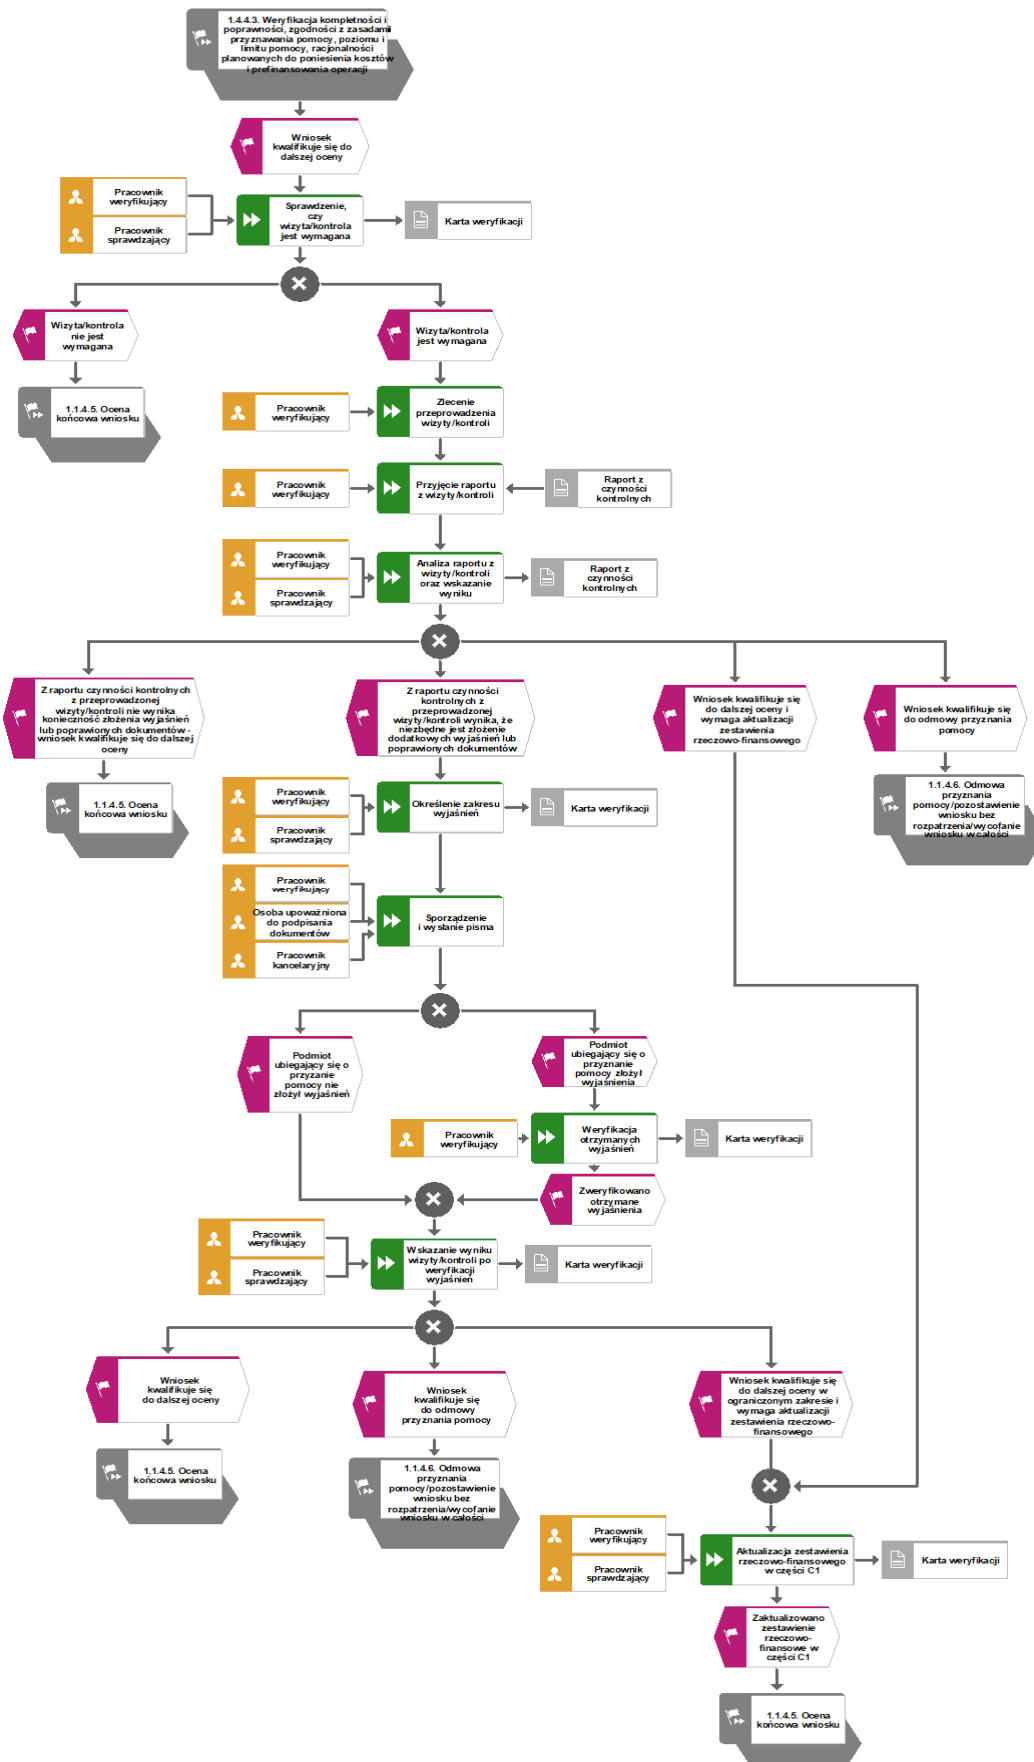 1.4.4.3. Weryfikacja kompletności i
poprawności, zgodności z zasadami
przyznawania pomocy, poziomu i
limitu pomocy, racjonalności
planowanych do poniesienia kosztów
i prefinansowania operacji
Wniosek
kwalifikuje się do
dalszej oceny
Pracownik
weryfikujący
Pracownik
sprawdzający
Sprawdzenie,
czy
wizyta/kontrola
jest wymagana
Karta weryfikacji
Wizyta/kontrola
nie jest
wymagana
Wizyta/kontrola
jest wymagana
1.1.4.5. Ocena
końcowa wniosku
Pracownik
weryfikujący
Zlecenie
przeprowadzenia
wizyty/kontroli
Pracownik
weryfikujący
Przyjęcie raportu
z wizyty/kontroli
Raport z
czynności
kontrolnych
Pracownik
weryfikujący
Pracownik
sprawdzający
Analiza raportu z
wizyty/kontroli
oraz wskazanie
wyniku
Raport z
czynności
kontrolnych
Z raportu czynności kontrolnych
z przeprowadzonej
wizyty/kontroli nie wynika
konieczność złożenia wyjaśnień
lub poprawionych dokumentów -
wniosek kwalifikuje się do dalszej
oceny
Z raportu czynności
kontrolnych z
przeprowadzonej
wizyty/kontroli wynika, że
niezbędne jest złożenie
dodatkowych wyjaśnień lub
poprawionych dokumentów
Wniosek kwalifikuje się
do dalszej oceny i
wymaga aktualizacji
zestawienia
rzeczowo-finansowego
Wniosek kwalifikuje się
do odmowy przyznania
pomocy
1.1.4.5. Ocena
końcowa wniosku
Pracownik
weryfikujący
Pracownik
sprawdzający
Określenie zakresu
wyjaśnień
Karta weryfikacji
1.1.4.6. Odmowa
przyznania
pomocy/pozostawienie
wniosku bez
rozpatrzenia/wycofanie
wniosku w całości
Pracownik
weryfikujący
Osoba upoważniona
do podpisania
dokumentów
Pracownik
kancelaryjny
Sporządzenie
i wysłanie pisma
Podmiot
ubiegający się o
przyzanie
pomocy nie
złożył wyjaśnień
Podmiot
ubiegający się o
przyznanie
pomocy złożył
wyjaśnienia
Pracownik
weryfikujący
Weryfikacja
otrzymanych
wyjaśnień
Karta weryfikacji
Zweryfikowano
otrzymane
wyjaśnienia
Pracownik
weryfikujący
Pracownik
sprawdzający
Wskazanie wyniku
wizyty/kontroli po
weryfikacji
wyjaśnień
Karta weryfikacji
Wniosek
kwalifikuje się
do dalszej oceny
Wniosek
kwalifikuje się
do odmowy
przyznania pomocy
Wniosek kwalifikuje się
do dalszej oceny w
ograniczonym zakresie i
wymaga aktualizacji
zestawienia rzeczowo-
finansowego
1.1.4.5. Ocena
końcowa wniosku
1.1.4.6. Odmowa
przyznania
pomocy/pozostawienie
wniosku bez
rozpatrzenia/wycofanie
wniosku w całości
Pracownik
weryfikujący
Pracownik
sprawdzający
Aktualizacja zestawienia
rzeczowo-finansowego
w części C1
Karta weryfikacji
Zaktualizowano
zestawienie
rzeczowo-
finansowe w
części C1
1.1.4.5. Ocena
końcowa wniosku